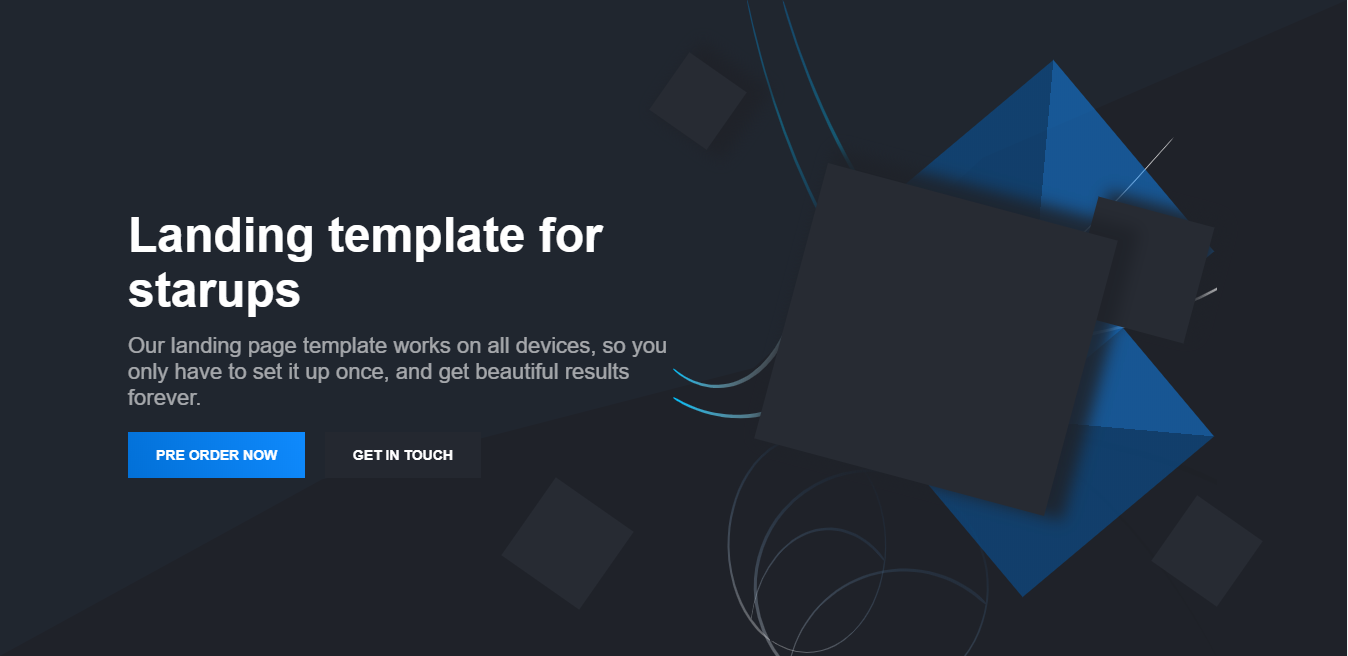 Landing template for
starups
Our landing page template works on all devices, so you
only have to set it up once, and get beautiful results
forever.
PRE ORDER NOW
GET IN TOUCH